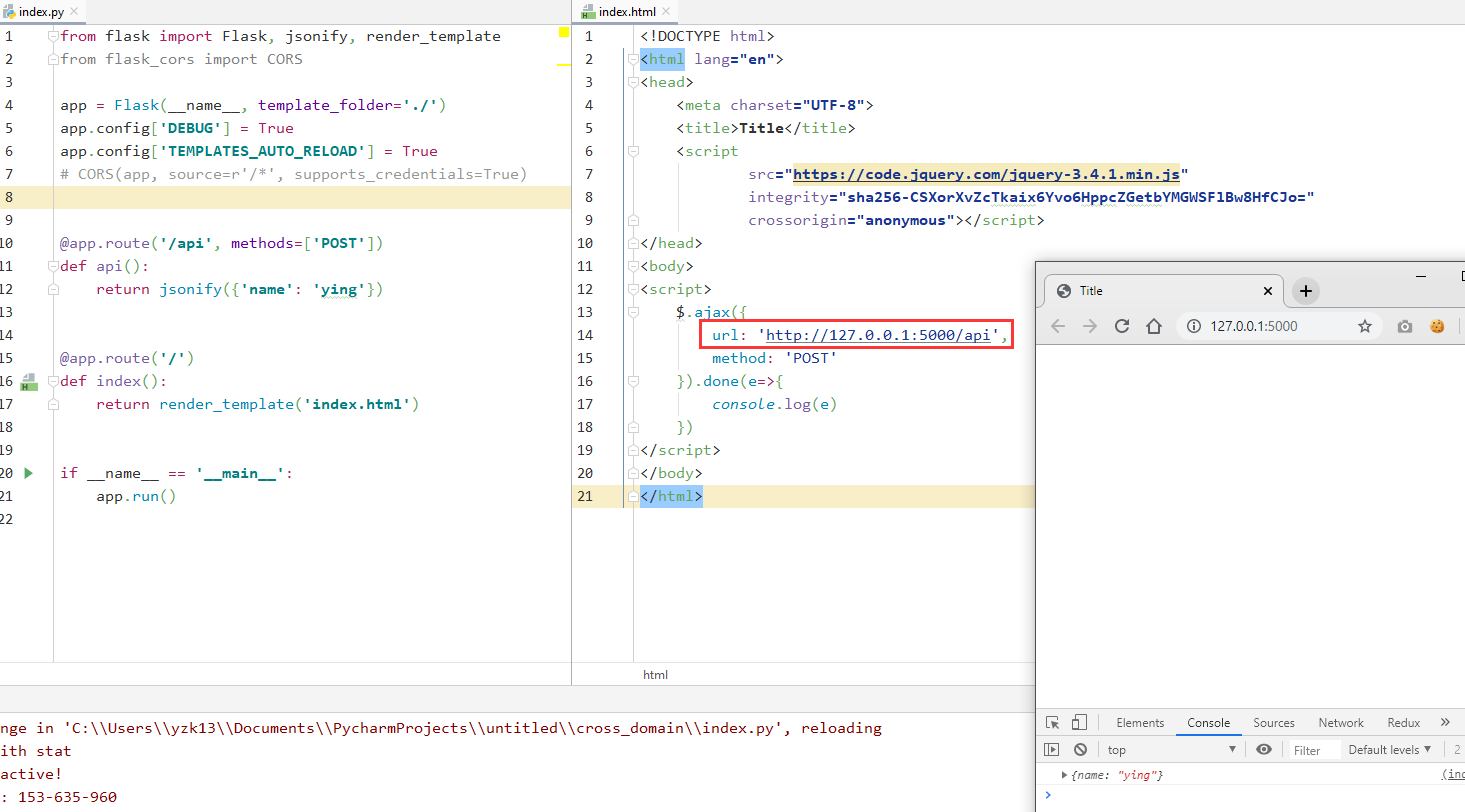 index.py
1 from flask import Flask, jsonify, render_template
2 from flask_cors import CORS
3
4 app = Flask(__name__, template_folder='./')
5 app.config['DEBUG'] = True
6 app.config['TEMPLATES_AUTO_RELOAD'] = True
7 # CORS(app, source=r'/*', supports_credentials=True)
8
9
10 @app.route('/api', methods=['POST'])
11 def api():
12     return jsonify({'name': 'ying'})
13
14
15 @app.route('/')
16 def index():
17     return render_template('index.html')
18
19
20 if __name__ == '__main__':
21     app.run()
22
index.html
1 <!DOCTYPE html>
2 <html lang="en">
3 <head>
4     <meta charset="UTF-8">
5     <title>Title</title>
6     <script
7             src="https://code.jquery.com/jquery-3.4.1.min.js"
8             integrity="sha256-CSXorXvZcTkaix6Yvo6HppcZGetbYMGWSFlBw8HfCJo="
9             crossorigin="anonymous"></script>
10 </head>
11 <body>
12 <script>
13     $.ajax({
14         url: 'http://127.0.0.1:5000/api',
15         method: 'POST'
16     }).done(e=>{
17         console.log(e)
18     })
19 </script>
20 </body>
21 </html>
html
Title
127.0.0.1:5000
Elements Console Sources Network Redux »
top Filter Default levels ▼ 2
{name: "ying"} (ind
nge in 'C:\\Users\\yzk13\\Documents\\PycharmProjects\\untitled\\cross_domain\\index.py', reloading
ith stat
active!
: 153-635-960